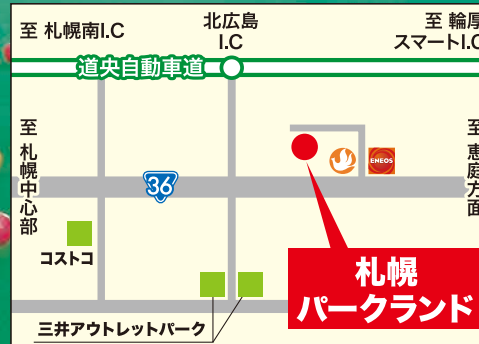 至 札幌南I.C
北広島
I.C
至 輪厚
スマートI.C
道央自動車道
至 札幌中心部
至 恵庭方面
36
ENEOS
コストコ
札幌
パークランド
三井アウトレットパーク